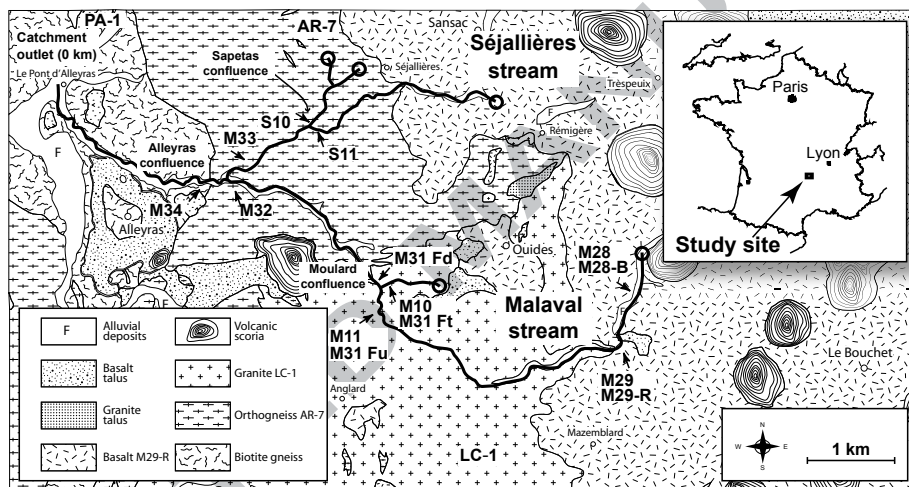 PA-1
Catchment
outlet (0 km)
Le Pont d'Alleyras
AR-7
Sapetas
confluence
Sansac
Séjallières
Séjallières
stream
Trèspeuix
F
Rémigère
S10
S11
M33
Alleyras
confluence
F
M34
M32
Alleyras
Ouides
M31 Fd
Moulard
confluence
M10
M31 Ft
M11
M31 Fu
M28
M28-B
Malaval
stream
M29
M29-R
Anglard
LC-1
Mazemblard
Le Bouchet
F
Paris
Lyon
Study site
F
Alluvial
deposits
Volcanic
scoria
Basalt
talus
Granite LC-1
Granite
talus
Orthogneiss AR-7
Basalt M29-R
Biotite gneiss
N
W
E
S
1 km